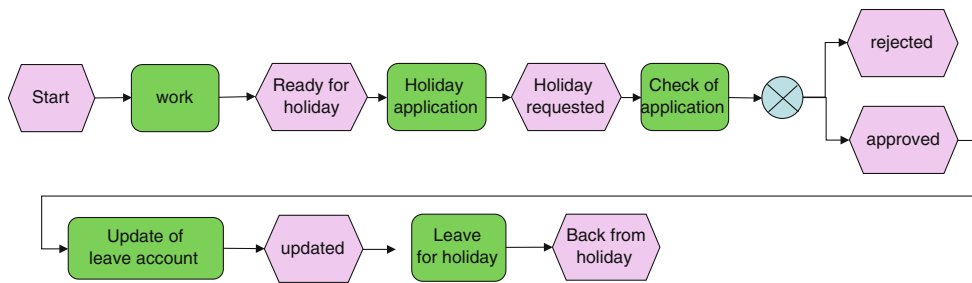 Start
work
Ready for
holiday
Holiday
application
Holiday
requested
Check of
application
rejected
approved
Update of
leave account
updated
Leave
for holiday
Back from
holiday